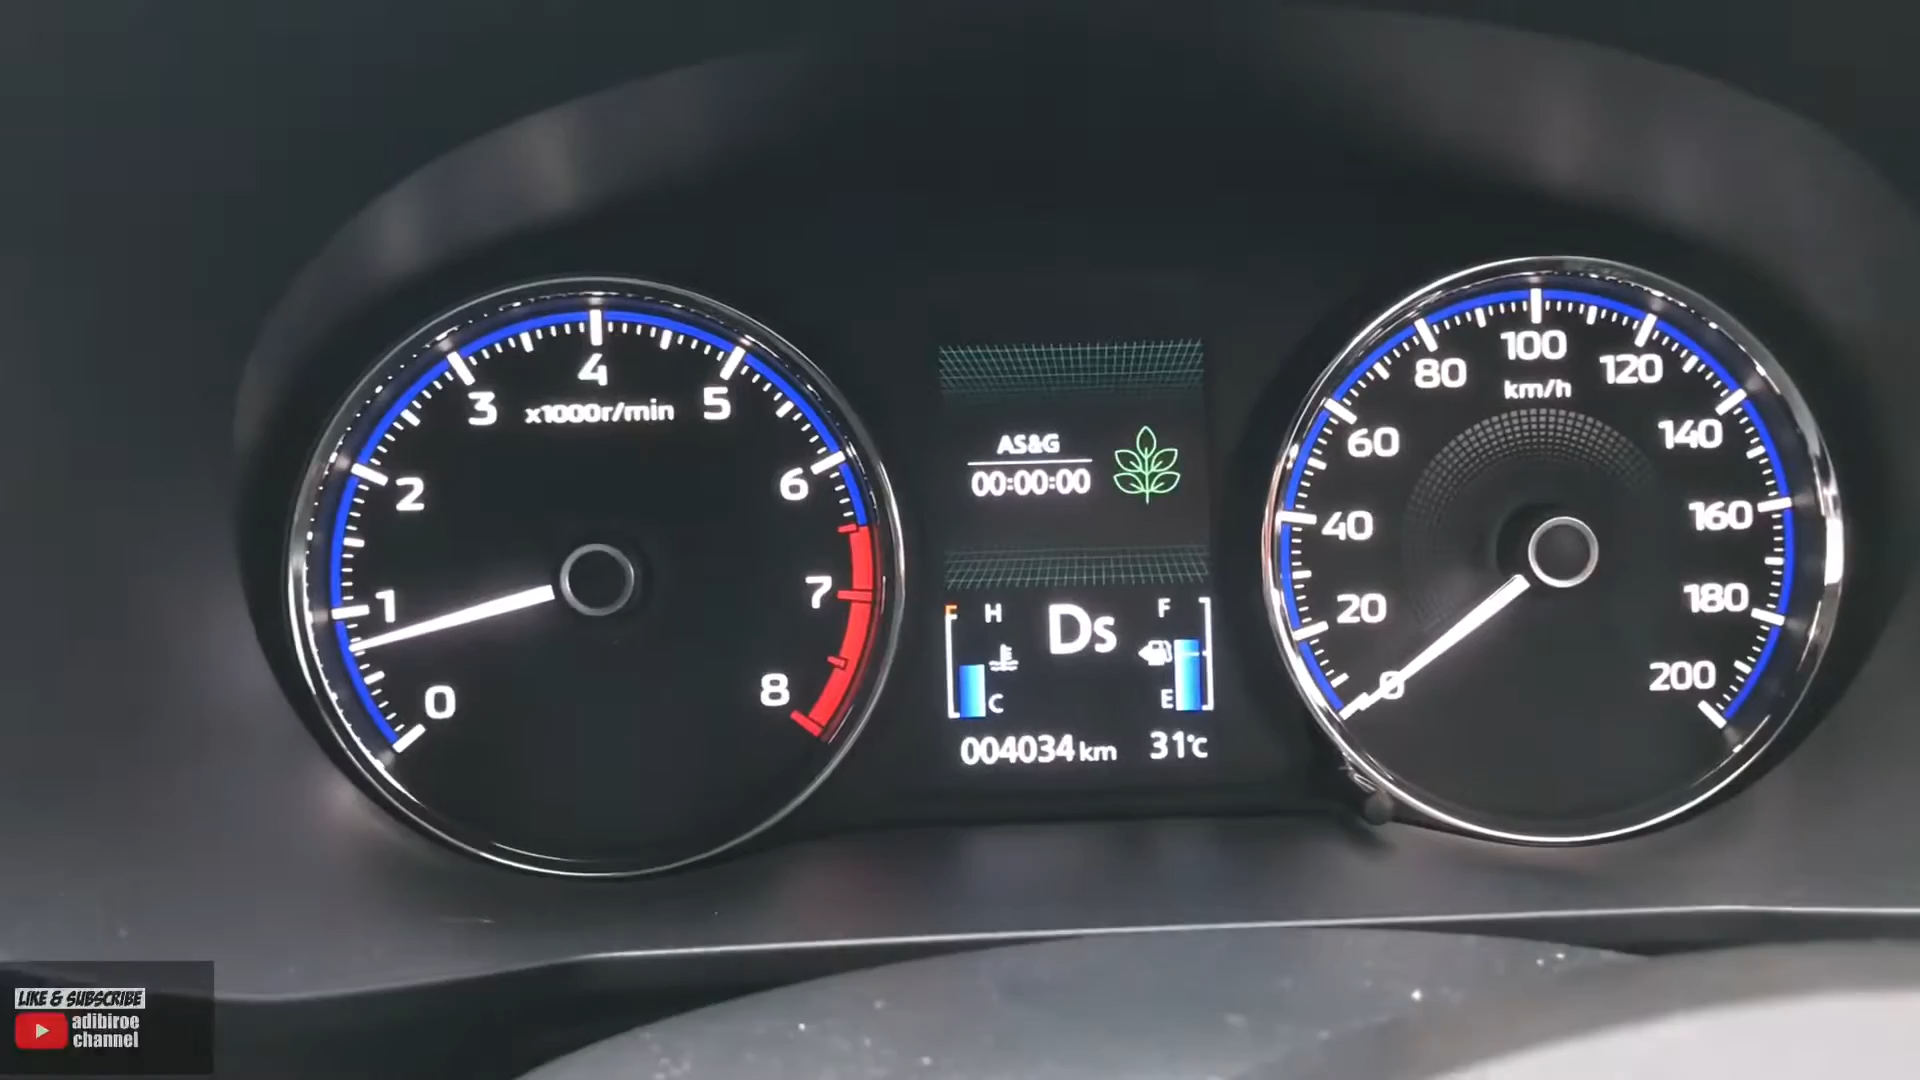 0
1
2
3
4
5
6
7
8
x1000r/min
AS&G
00:00:00
H
C
Ds
F
E
004034 km
31°C
0
20
40
60
80
100
120
140
160
180
200
km/h
LIKE & SUBSCRIBE
adibiroe
channel